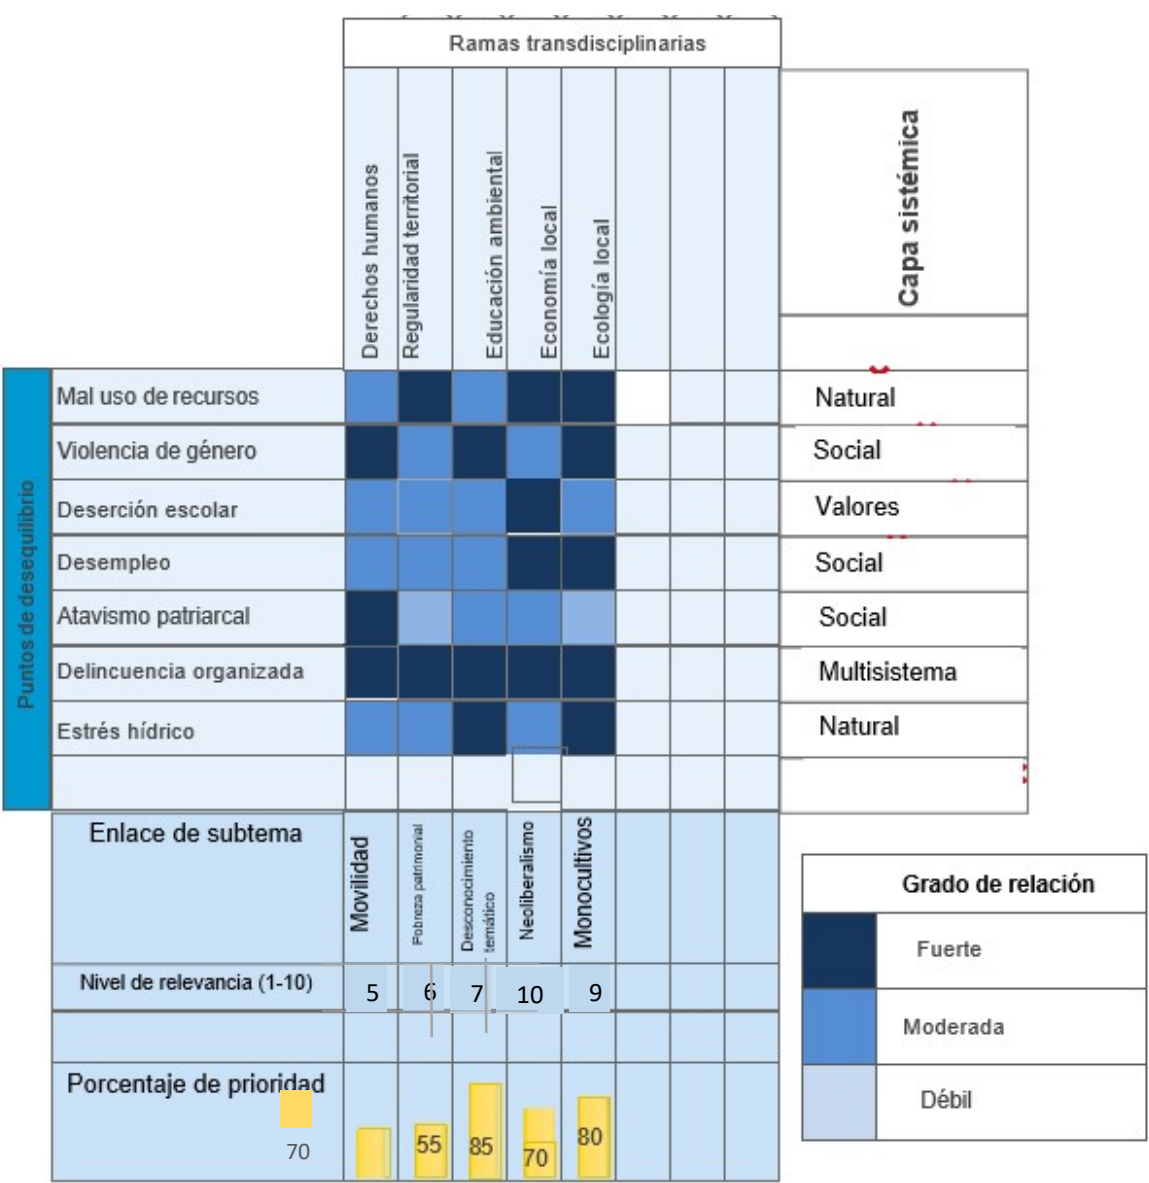 Ramas transdisciplinarias
Derechos humanos
Regularidad territorial
Educación ambiental
Economía local
Ecología local
Capa sistémica
Puntos de desequilibrio
Mal uso de recursos
Natural
Violencia de género
Social
Deserción escolar
Valores
Desempleo
Social
Atavismo patriarcal
Social
Delincuencia organizada
Multisistema
Estrés hídrico
Natural
Enlace de subtema
Movilidad
Pobreza patrimonial
Desconocimiento
temático
Neoliberalismo
Monocultivos
Nivel de relevancia (1-10)
5 6 7 10 9
Porcentaje de prioridad
70
55
85
70
80
Grado de relación
Fuerte
Moderada
Débil